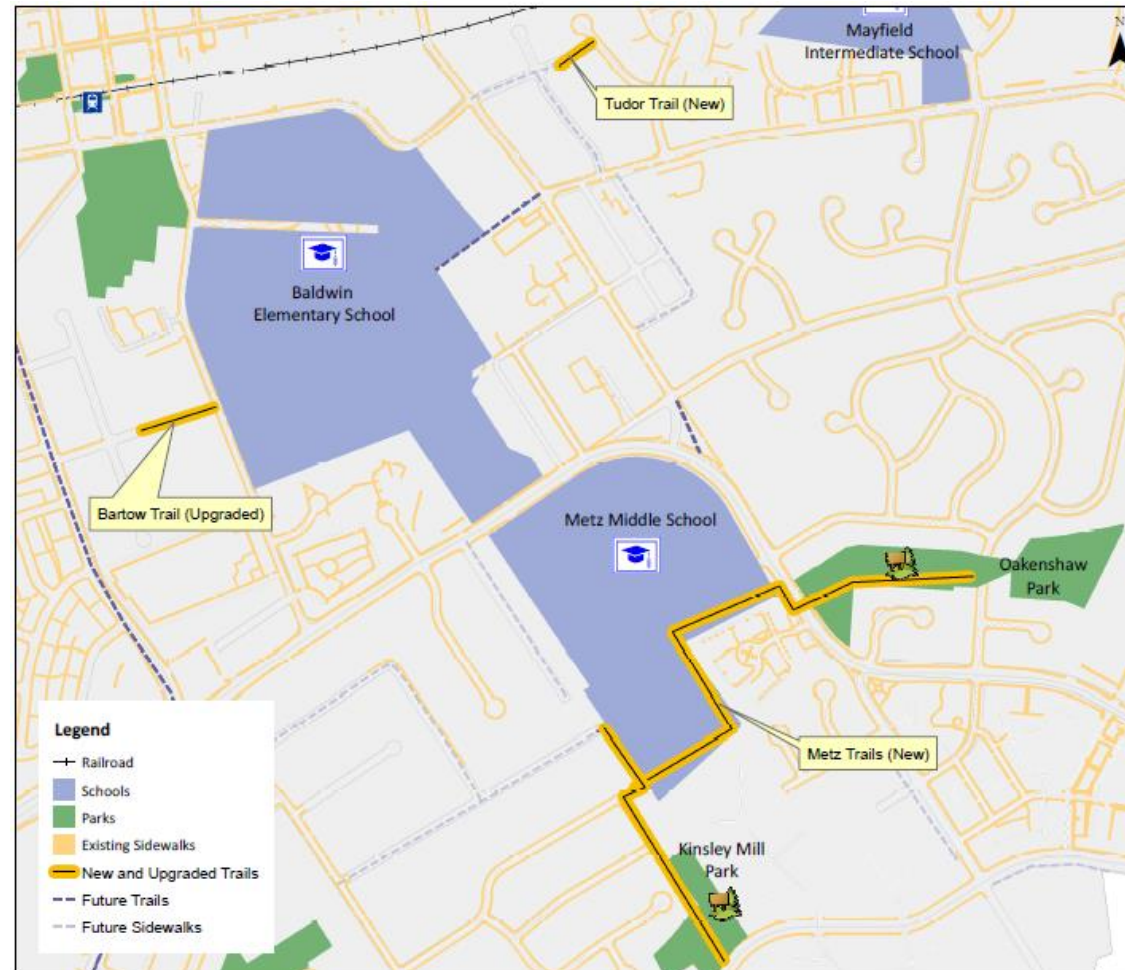 Mayfield
Intermediate School
N
Tudor Trail (New)
Baldwin
Elementary School
Bartow Trail (Upgraded)
Metz Middle School
Oakenshaw
Park
Metz Trails (New)
Kinsley Mill
Park
Legend
Railroad
Schools
Parks
Existing Sidewalks
New and Upgraded Trails
Future Trails
Future Sidewalks